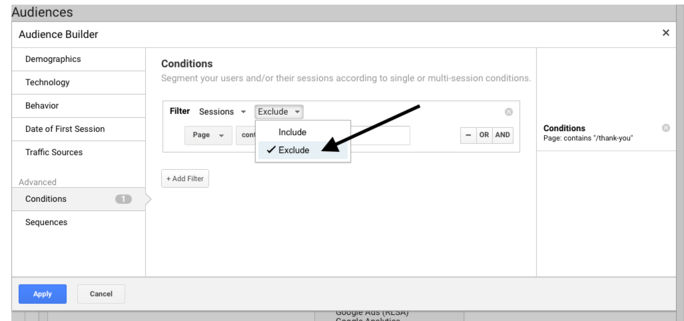 Audiences
Audience Builder
×
Demographics
Technology
Behavior
Date of First Session
Traffic Sources
Advanced
Conditions 1
Sequences
Conditions
Segment your users and/or their sessions according to single or multi-session conditions.
Filter Sessions Exclude
Include
Exclude
Page
– OR AND
+ Add Filter
Conditions
Page: contains "/thank-you"
Apply Cancel
Google Ads (RLSA)
Google Analytics